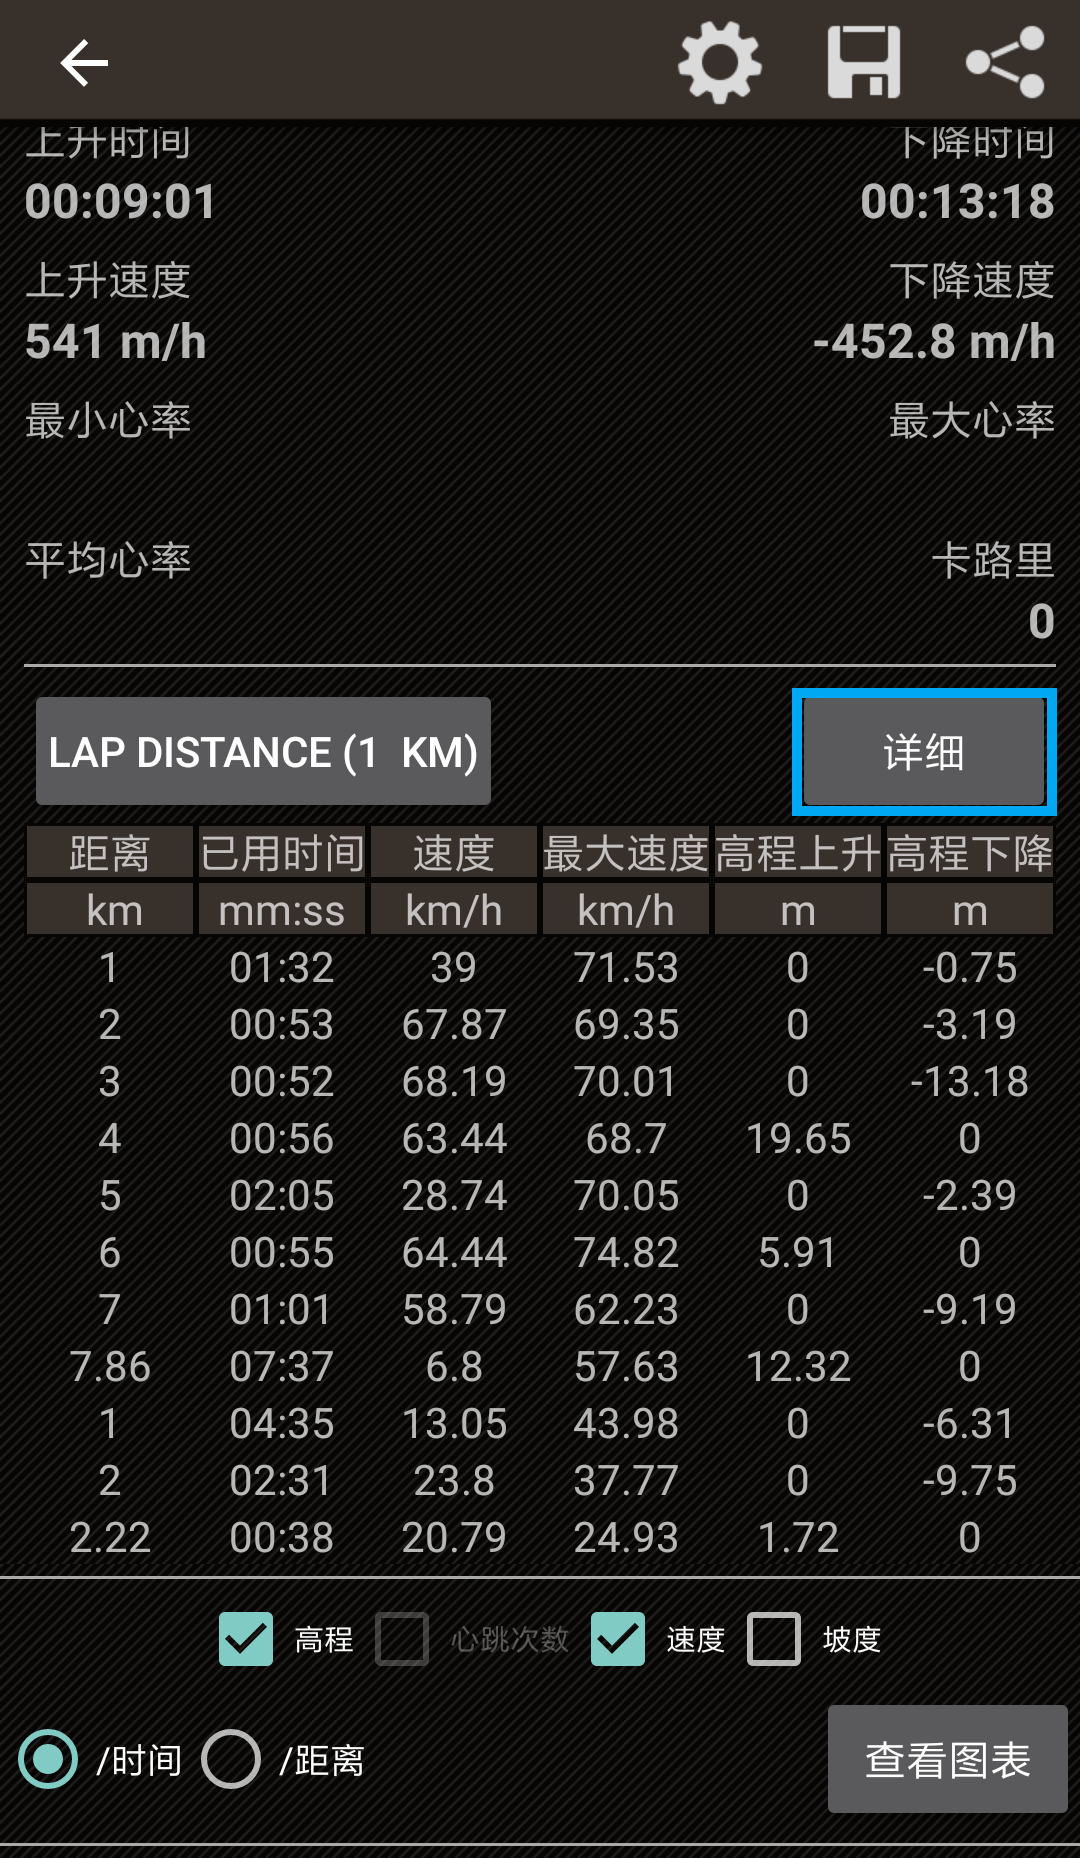 上升时间 下降时间
00:09:01 00:13:18
上升速度 下降速度
541 m/h -452.8 m/h
最小心率 最大心率
平均心率 卡路里
0
LAP DISTANCE (1 KM) 详细
距离 已用时间 速度 最大速度 高程上升 高程下降
km mm:ss km/h km/h m m
1 01:32 39 71.53 0 -0.75
2 00:53 67.87 69.35 0 -3.19
3 00:52 68.19 70.01 0 -13.18
4 00:56 63.44 68.7 19.65 0
5 02:05 28.74 70.05 0 -2.39
6 00:55 64.44 74.82 5.91 0
7 01:01 58.79 62.23 0 -9.19
7.86 07:37 6.8 57.63 12.32 0
1 04:35 13.05 43.98 0 -6.31
2 02:31 23.8 37.77 0 -9.75
2.22 00:38 20.79 24.93 1.72 0
高程 心跳次数 速度 坡度
/时间 /距离 查看图表